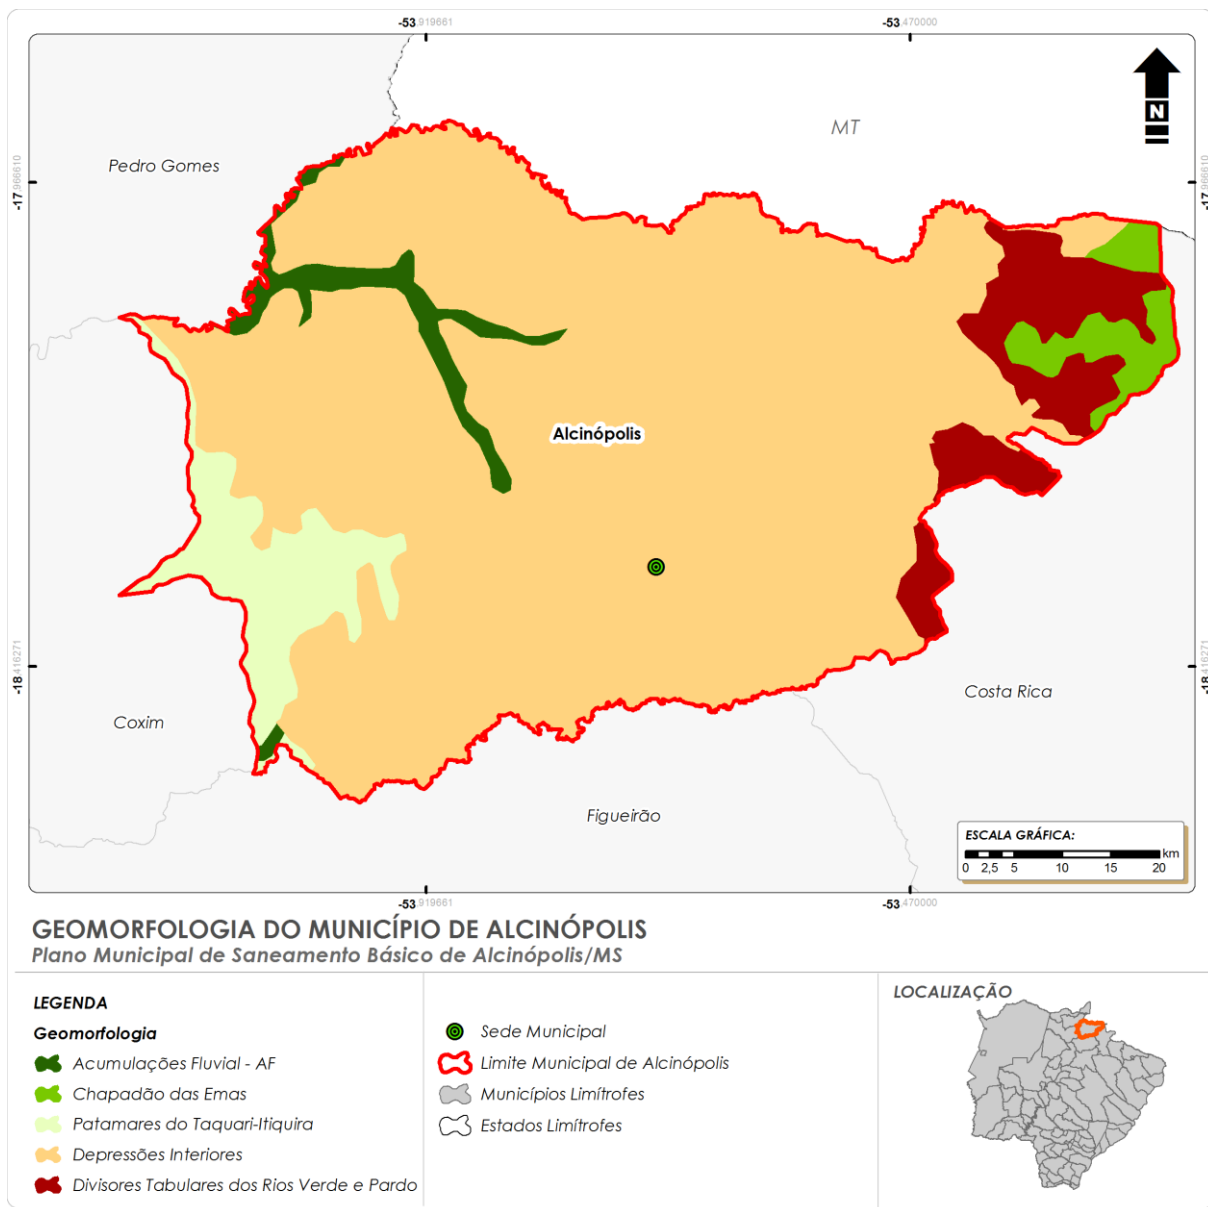 -53.919661
-53.470000
MT
N
Pedro Gomes
-17.966610
-17.966610
Alcinópolis
-18.416271
-18.416271
Costa Rica
Coxim
Figueirão
ESCALA GRÁFICA:
km
0 2,5 5 10 15 20
-53.919661
-53.470000
GEOMORFOLOGIA DO MUNICÍPIO DE ALCINÓPOLIS
Plano Municipal de Saneamento Básico de Alcinópolis/MS
LEGENDA
Geomorfologia
Acumulações Fluvial - AF
Chapadão das Emas
Patamares do Taquari-Itiquira
Depressões Interiores
Divisores Tabulares dos Rios Verde e Pardo
Sede Municipal
Limite Municipal de Alcinópolis
Municípios Limítrofes
Estados Limítrofes
LOCALIZAÇÃO